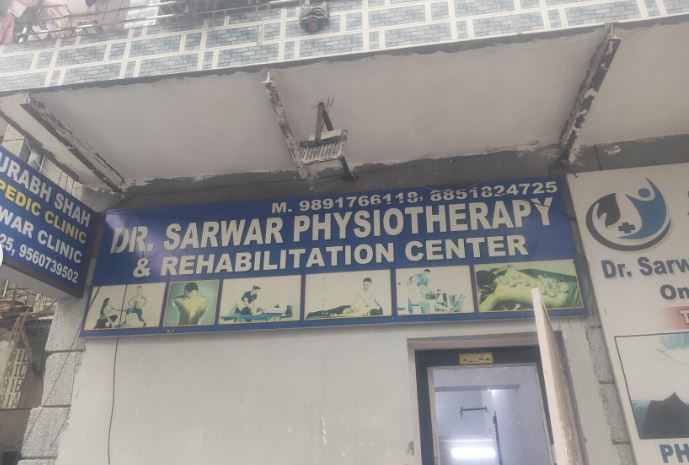 URABH SHAH
PEDIC CLINIC
WAR CLINIC
25, 9560739502
M. 9891766118, 8851824725
DR. SARWAR PHYSIOTHERAPY
& REHABILITATION CENTER
Dr. Sarw
On
PH